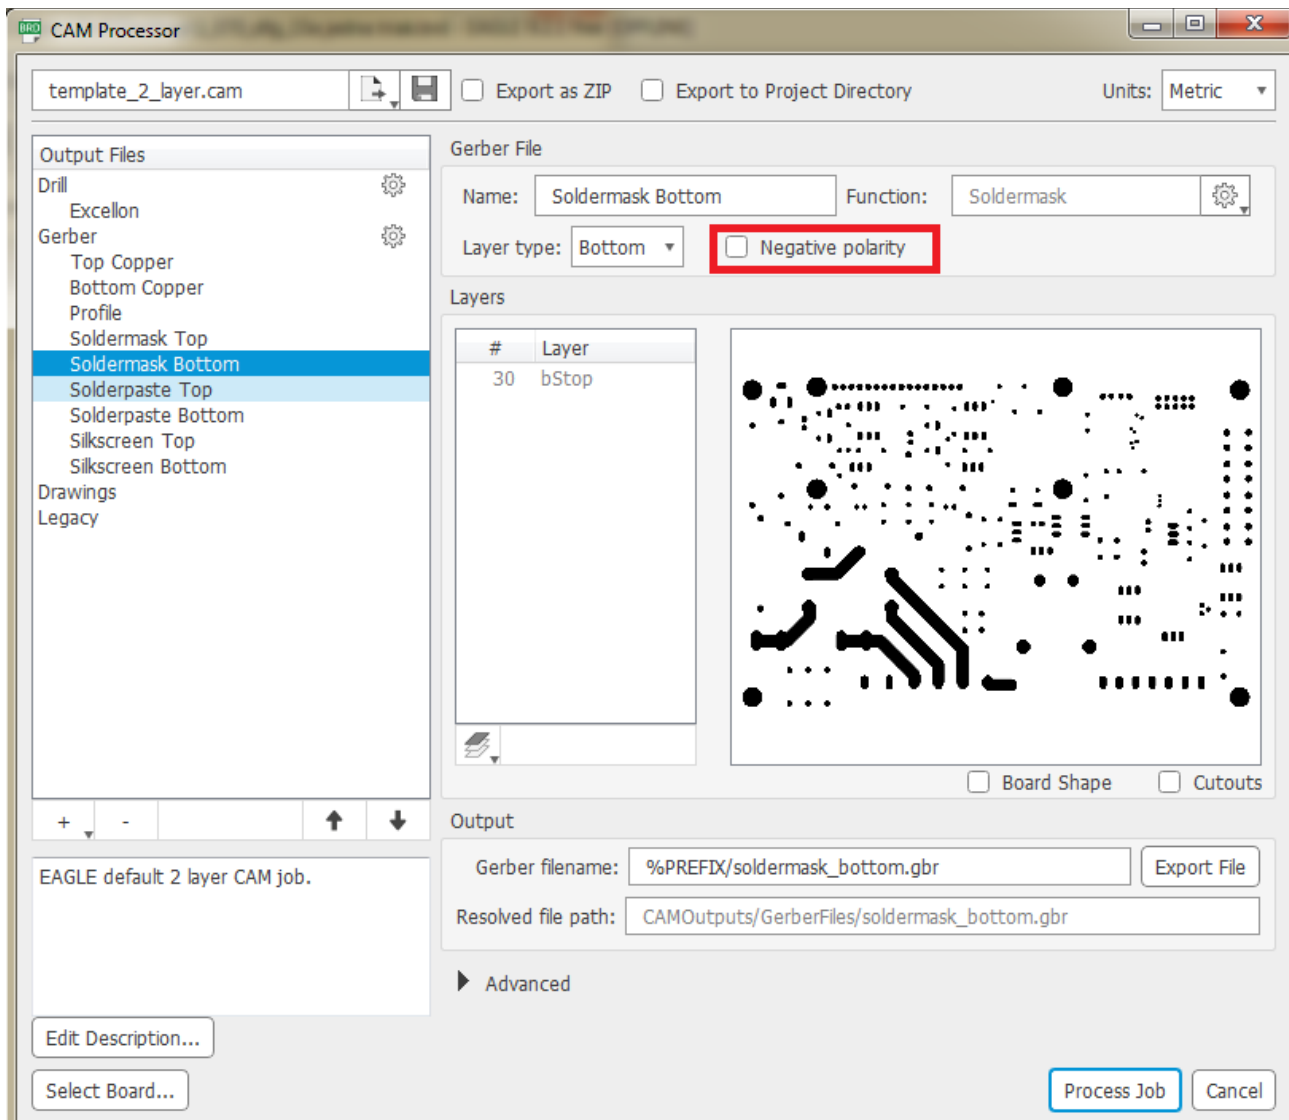 CAM Processor
template_2_layer.cam
Export as ZIP
Export to Project Directory
Units: Metric
Output Files
Drill
Excellon
Gerber
Top Copper
Bottom Copper
Profile
Soldermask Top
Soldermask Bottom
Solderpaste Top
Solderpaste Bottom
Silkscreen Top
Silkscreen Bottom
Drawings
Legacy
+ -
EAGLE default 2 layer CAM job.
Edit Description...
Select Board...
Gerber File
Name: Soldermask Bottom Function: Soldermask
Layer type: Bottom Negative polarity
Layers
# Layer
30 bStop
Board Shape Cutouts
Output
Gerber filename: %PREFIX/soldermask_bottom.gbr Export File
Resolved file path: CAMOutputs/GerberFiles/soldermask_bottom.gbr
Advanced
Process Job Cancel